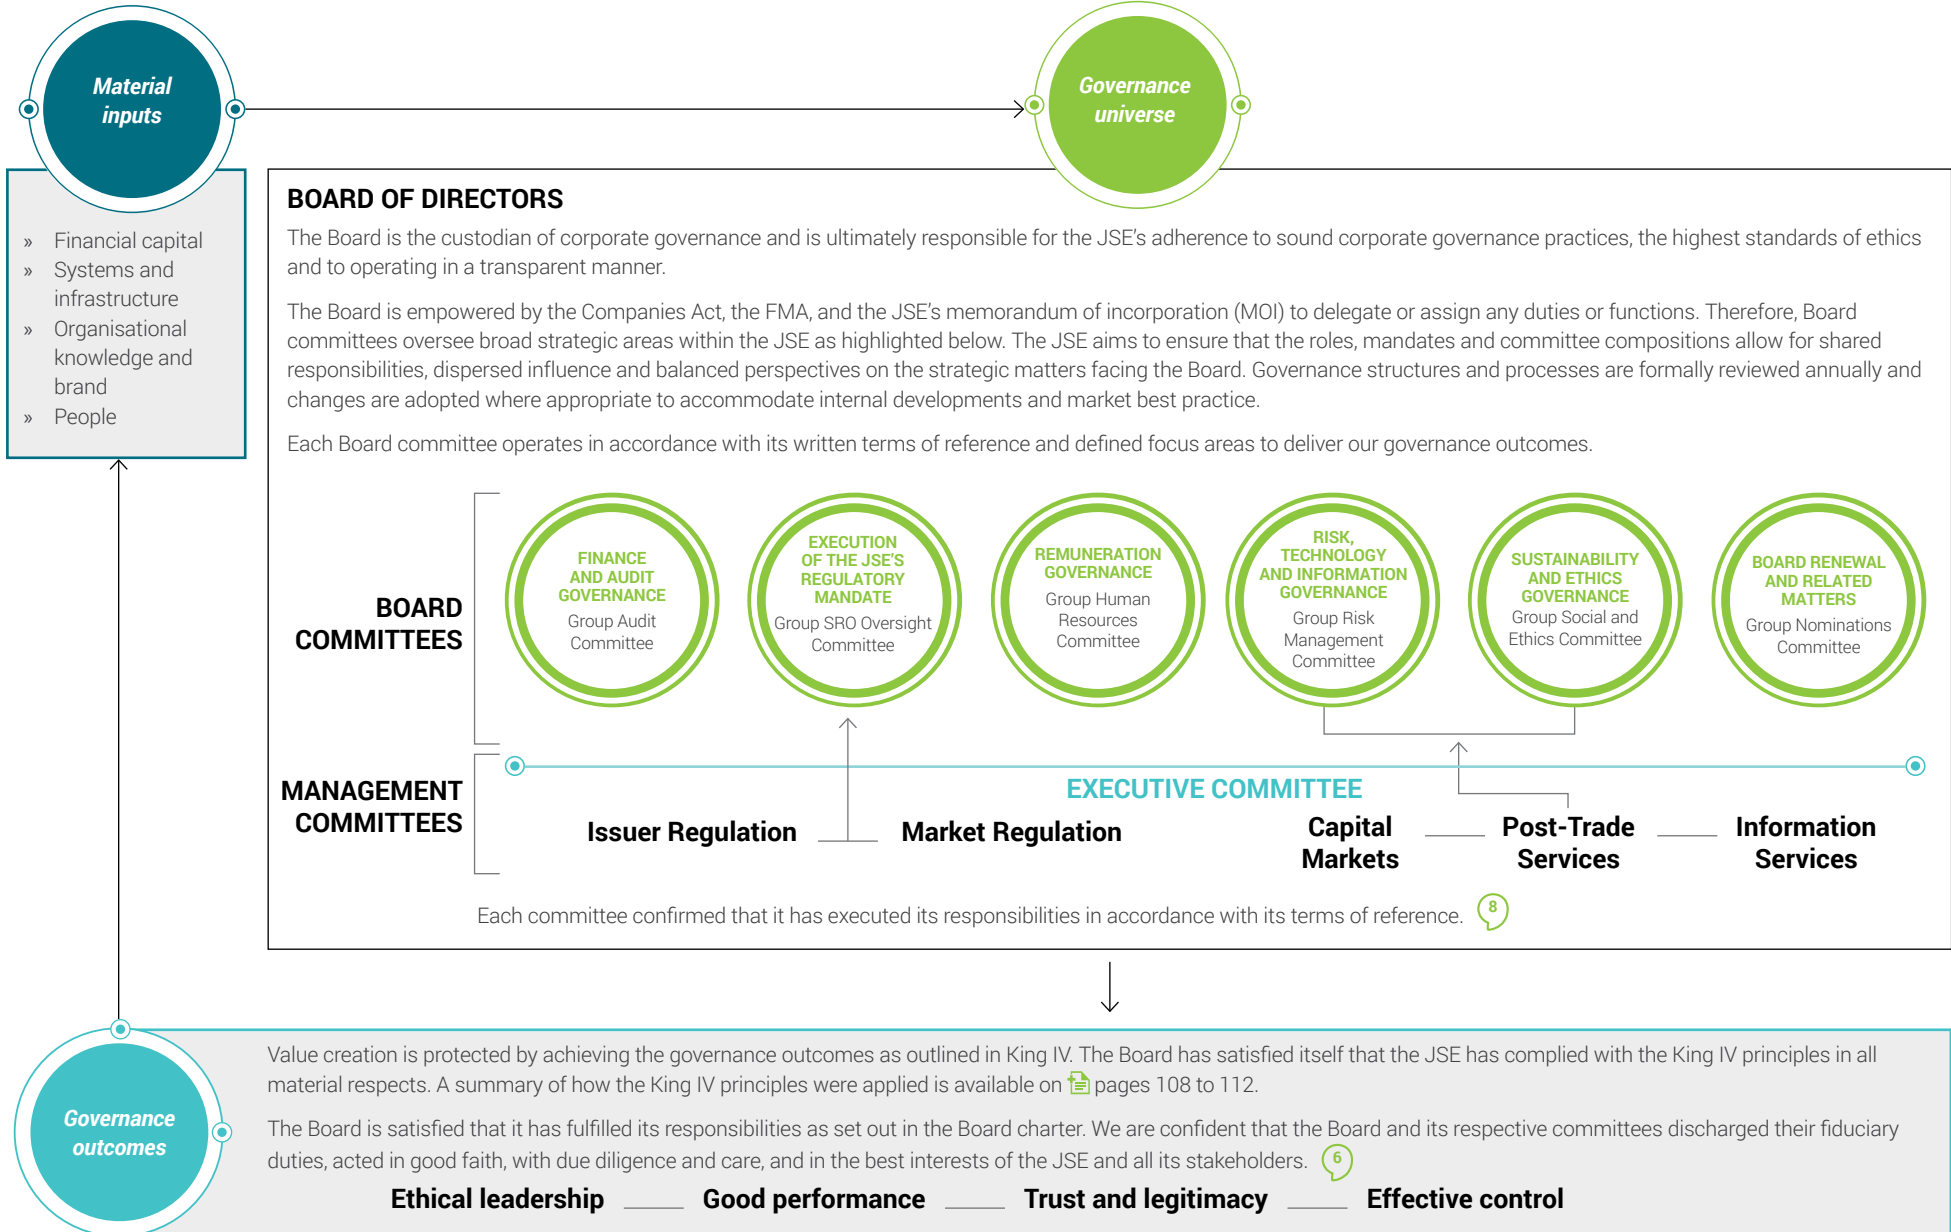 Material
inputs
Governance
universe
» Financial capital
» Systems and
infrastructure
» Organisational
knowledge and
brand
» People
BOARD OF DIRECTORS
The Board is the custodian of corporate governance and is ultimately responsible for the JSE's adherence to sound corporate governance practices, the highest standards of ethics
and to operating in a transparent manner.
The Board is empowered by the Companies Act, the FMA, and the JSE's memorandum of incorporation (MOI) to delegate or assign any duties or functions. Therefore, Board
committees oversee broad strategic areas within the JSE as highlighted below. The JSE aims to ensure that the roles, mandates and committee compositions allow for shared
responsibilities, dispersed influence and balanced perspectives on the strategic matters facing the Board. Governance structures and processes are formally reviewed annually and
changes are adopted where appropriate to accommodate internal developments and market best practice.
Each Board committee operates in accordance with its written terms of reference and defined focus areas to deliver our governance outcomes.
BOARD
COMMITTEES
FINANCE
AND AUDIT
GOVERNANCE
Group Audit
Committee
EXECUTION
OF THE JSE'S
REGULATORY
MANDATE
Group SRO Oversight
Committee
REMUNERATION
GOVERNANCE
Group Human
Resources
Committee
RISK,
TECHNOLOGY
AND INFORMATION
GOVERNANCE
Group Risk
Management
Committee
SUSTAINABILITY
AND ETHICS
GOVERNANCE
Group Social and
Ethics Committee
BOARD RENEWAL
AND RELATED
MATTERS
Group Nominations
Committee
MANAGEMENT
COMMITTEES
EXECUTIVE COMMITTEE
Issuer Regulation
Market Regulation
Capital
Markets
Post-Trade
Services
Information
Services
Each committee confirmed that it has executed its responsibilities in accordance with its terms of reference. 8
Governance
outcomes
Value creation is protected by achieving the governance outcomes as outlined in King IV. The Board has satisfied itself that the JSE has complied with the King IV principles in all
material respects. A summary of how the King IV principles were applied is available on pages 108 to 112.
The Board is satisfied that it has fulfilled its responsibilities as set out in the Board charter. We are confident that the Board and its respective committees discharged their fiduciary
duties, acted in good faith, with due diligence and care, and in the best interests of the JSE and all its stakeholders. 6
Ethical leadership Good performance Trust and legitimacy Effective control